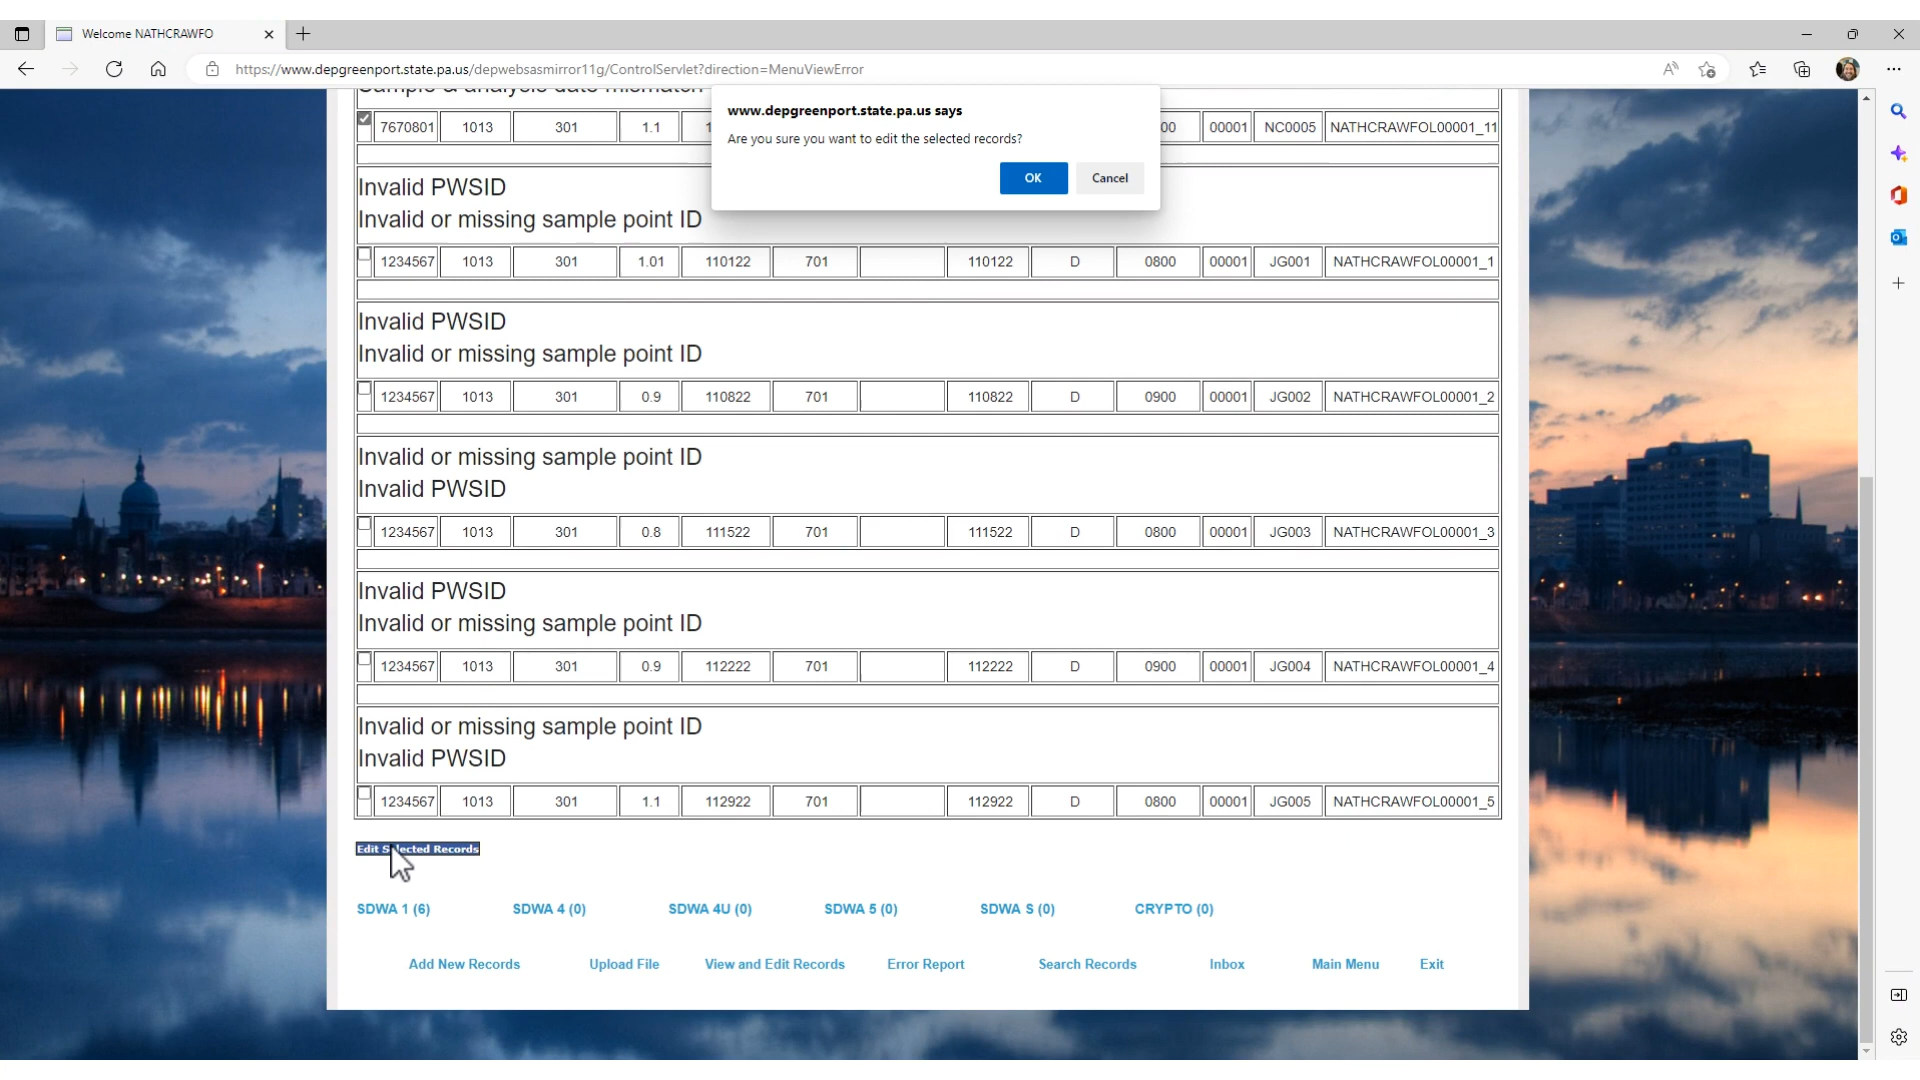 Welcome NATHCRAWFO
https://www.depgreenport.state.pa.us/depwebsasmirror11g/ControlServlet?direction=MenuViewError
www.depgreenport.state.pa.us says
Are you sure you want to edit the selected records?
OK Cancel
Sample & analysis date mismatch
7670801 1013 301 1.1 00001 NC0005 NATHCRAWFOL00001_11
Invalid PWSID
Invalid or missing sample point ID
1234567 1013 301 1.01 110122 701 110122 D 0800 00001 JG001 NATHCRAWFOL00001_1
Invalid PWSID
Invalid or missing sample point ID
1234567 1013 301 0.9 110822 701 110822 D 0900 00001 JG002 NATHCRAWFOL00001_2
Invalid or missing sample point ID
Invalid PWSID
1234567 1013 301 0.8 111522 701 111522 D 0800 00001 JG003 NATHCRAWFOL00001_3
Invalid PWSID
Invalid or missing sample point ID
1234567 1013 301 0.9 112222 701 112222 D 0900 00001 JG004 NATHCRAWFOL00001_4
Invalid or missing sample point ID
Invalid PWSID
1234567 1013 301 1.1 112922 701 112922 D 0800 00001 JG005 NATHCRAWFOL00001_5
Edit Selected Records
SDWA 1 (6) SDWA 4 (0) SDWA 4U (0) SDWA 5 (0) SDWA S (0) CRYPTO (0)
Add New Records Upload File View and Edit Records Error Report Search Records Inbox Main Menu Exit